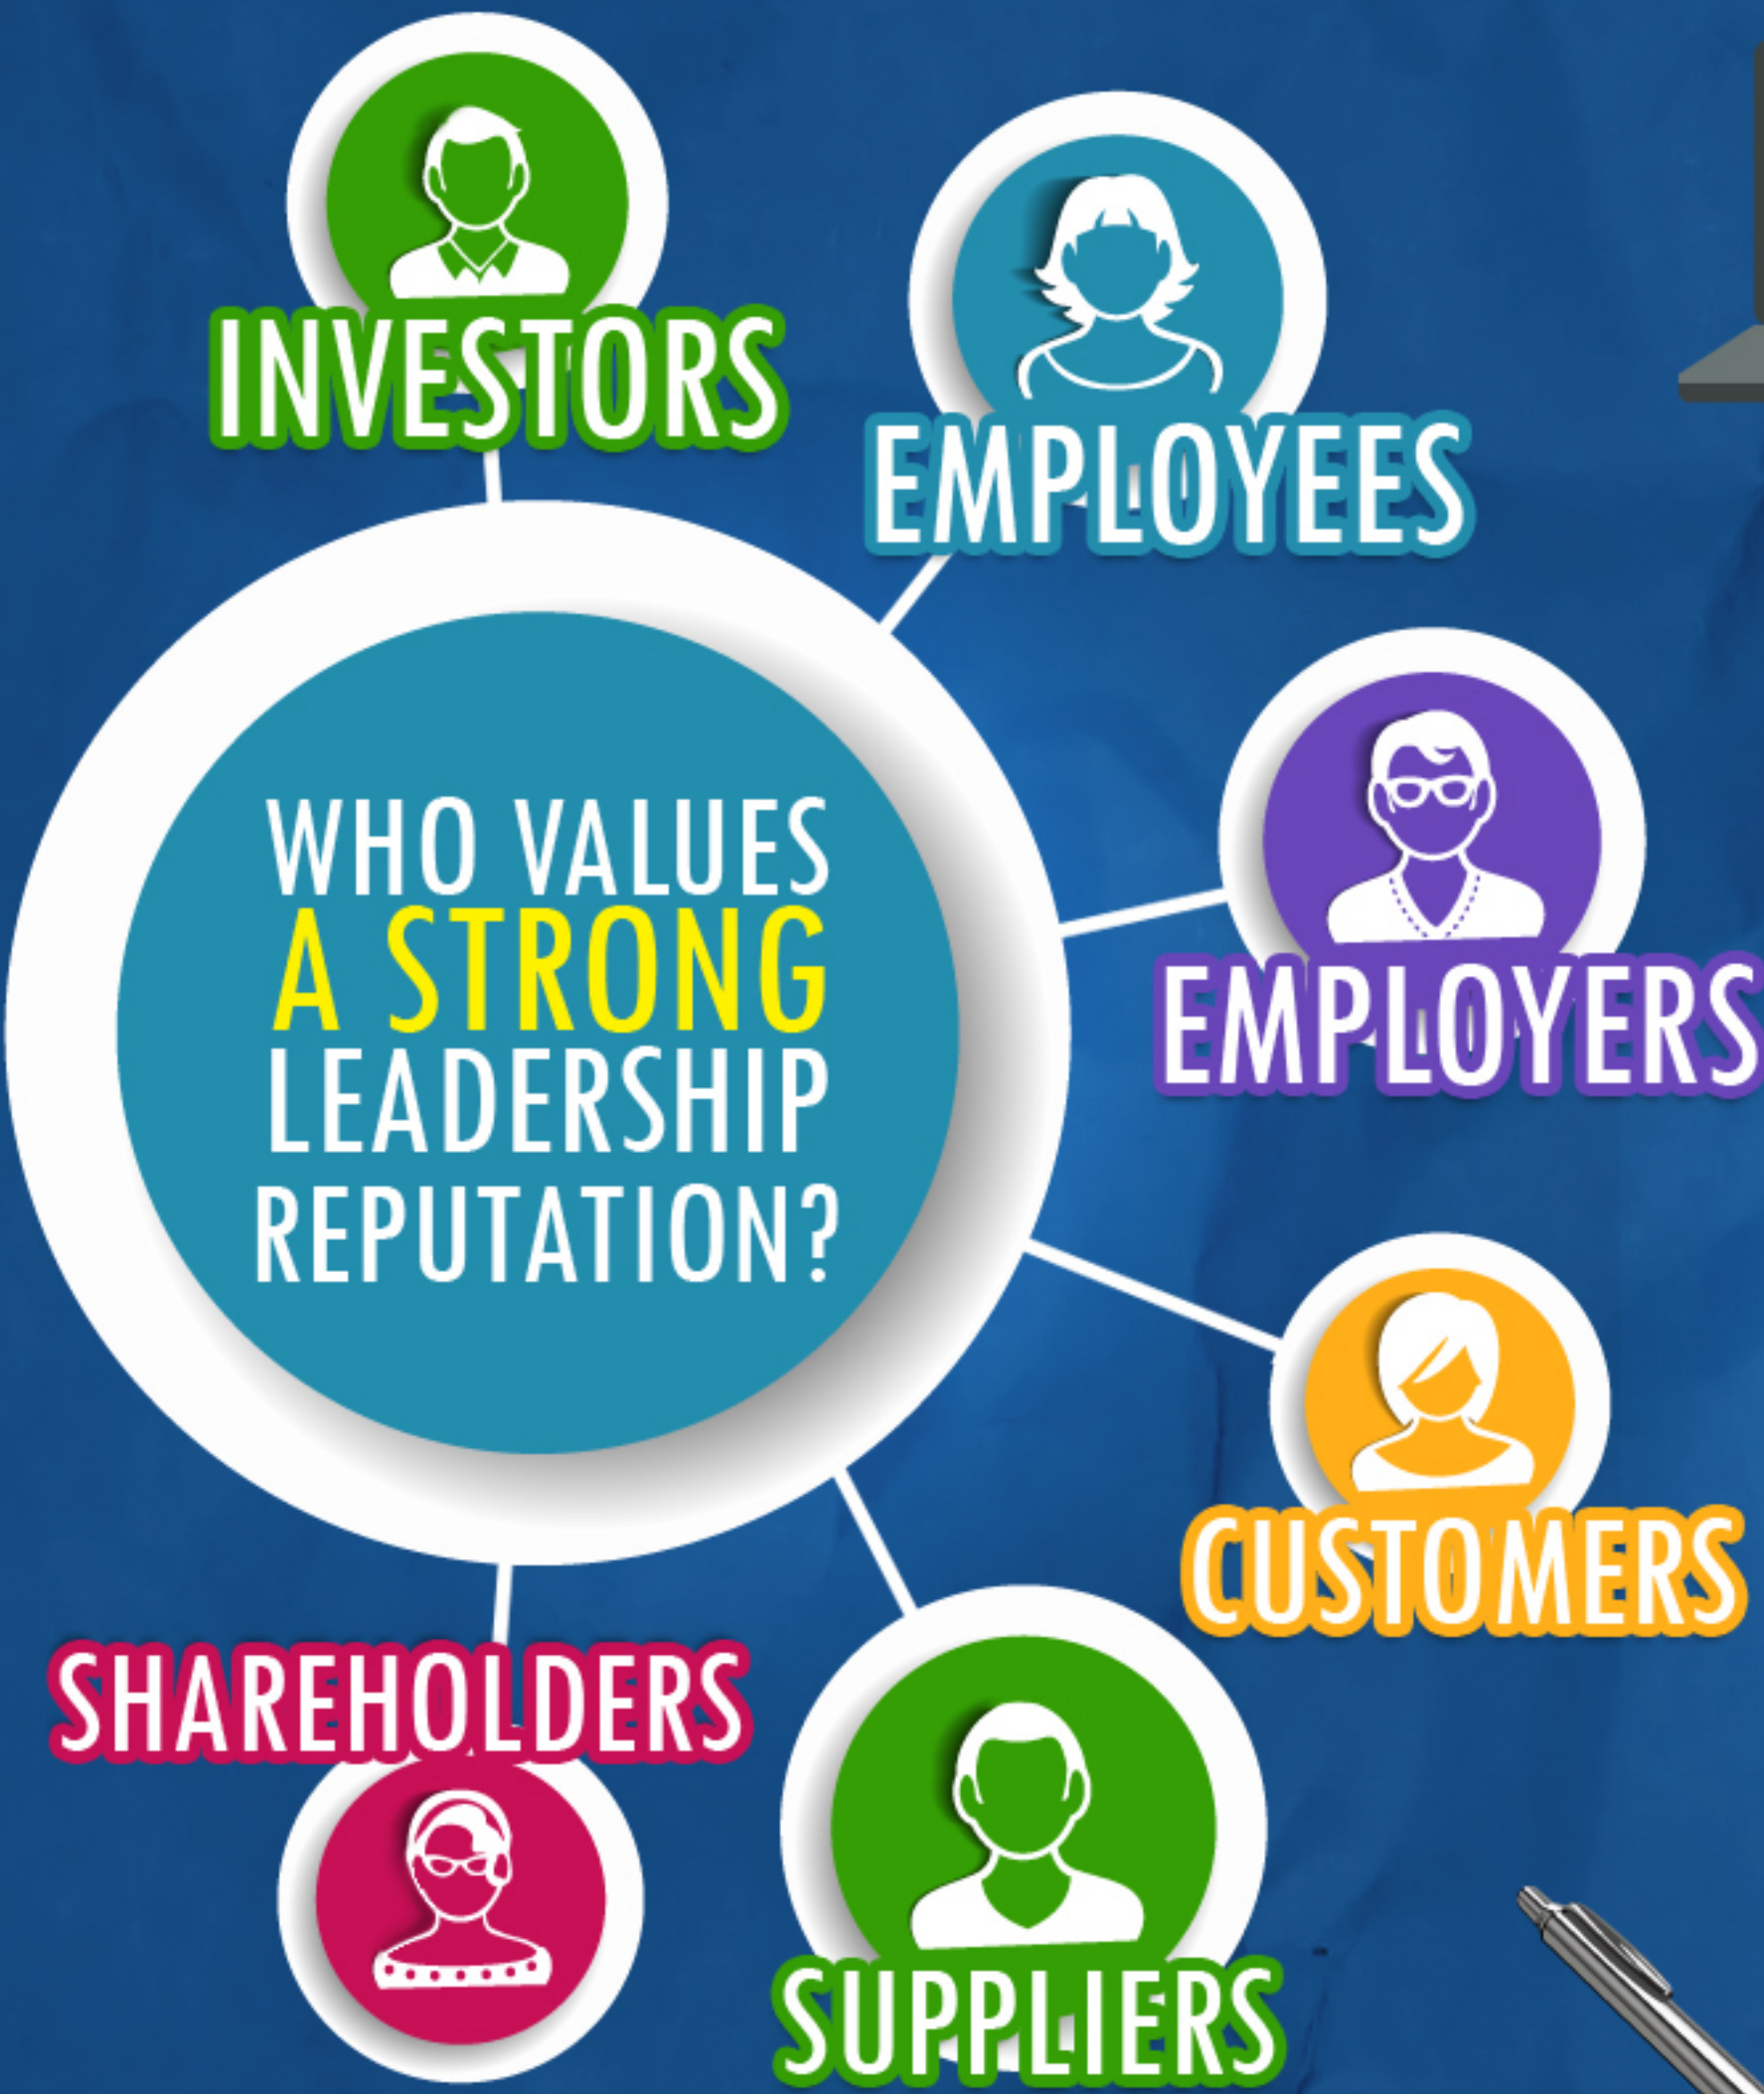 INVESTORS
EMPLOYEES
WHO VALUES
A STRONG
LEADERSHIP
REPUTATION?
EMPLOYERS
CUSTOMERS
SHAREHOLDERS
SUPPLIERS